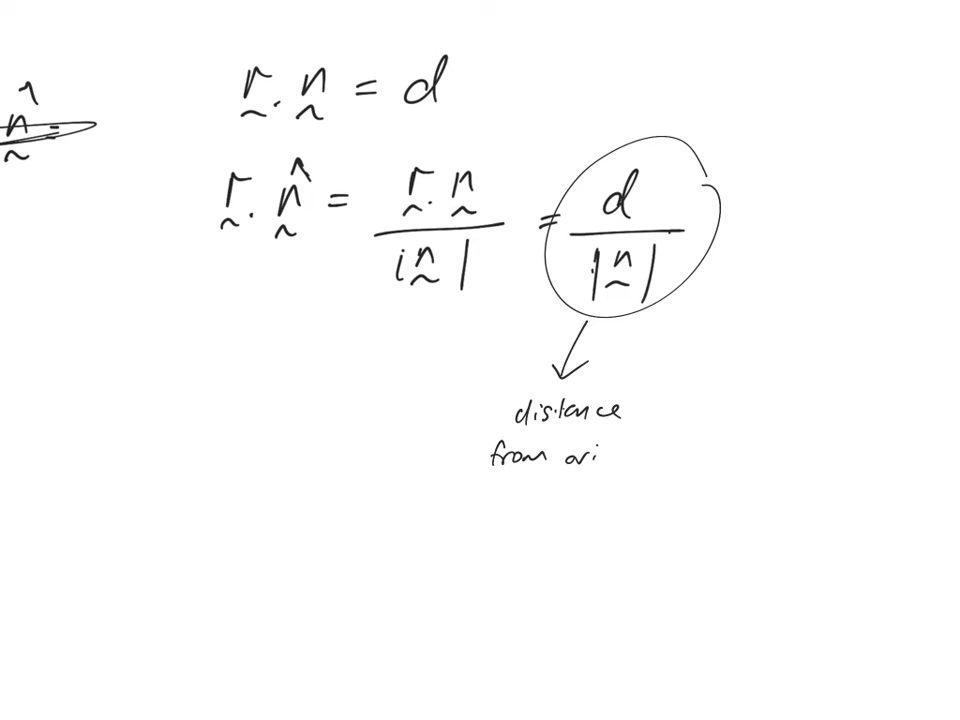 r . n = d
n̂ =
r . n̂ = r . n / |n| = d / |n|
distance
from ori